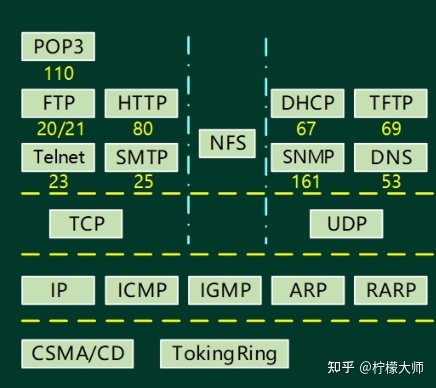 POP3
110
FTP HTTP DHCP TFTP
20/21 80 67 69
NFS
Telnet SMTP SNMP DNS
23 25 161 53
TCP UDP
IP ICMP IGMP ARP RARP
CSMA/CD TokingRing
知乎 @柠檬大师